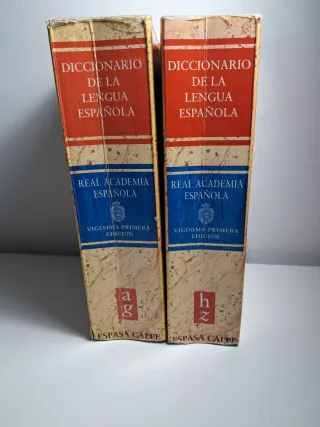 DICCIONARIO
DE LA
LENGUA
ESPAÑOLA
REAL ACADEMIA
ESPAÑOLA
VIGÉSIMA PRIMERA
EDICIÓN
a
g
ESPASA CALPE
DICCIONARIO
DE LA
LENGUA
ESPAÑOLA
REAL ACADEMIA
ESPAÑOLA
VIGÉSIMA PRIMERA
EDICIÓN
h
z
ESPASA CALPE